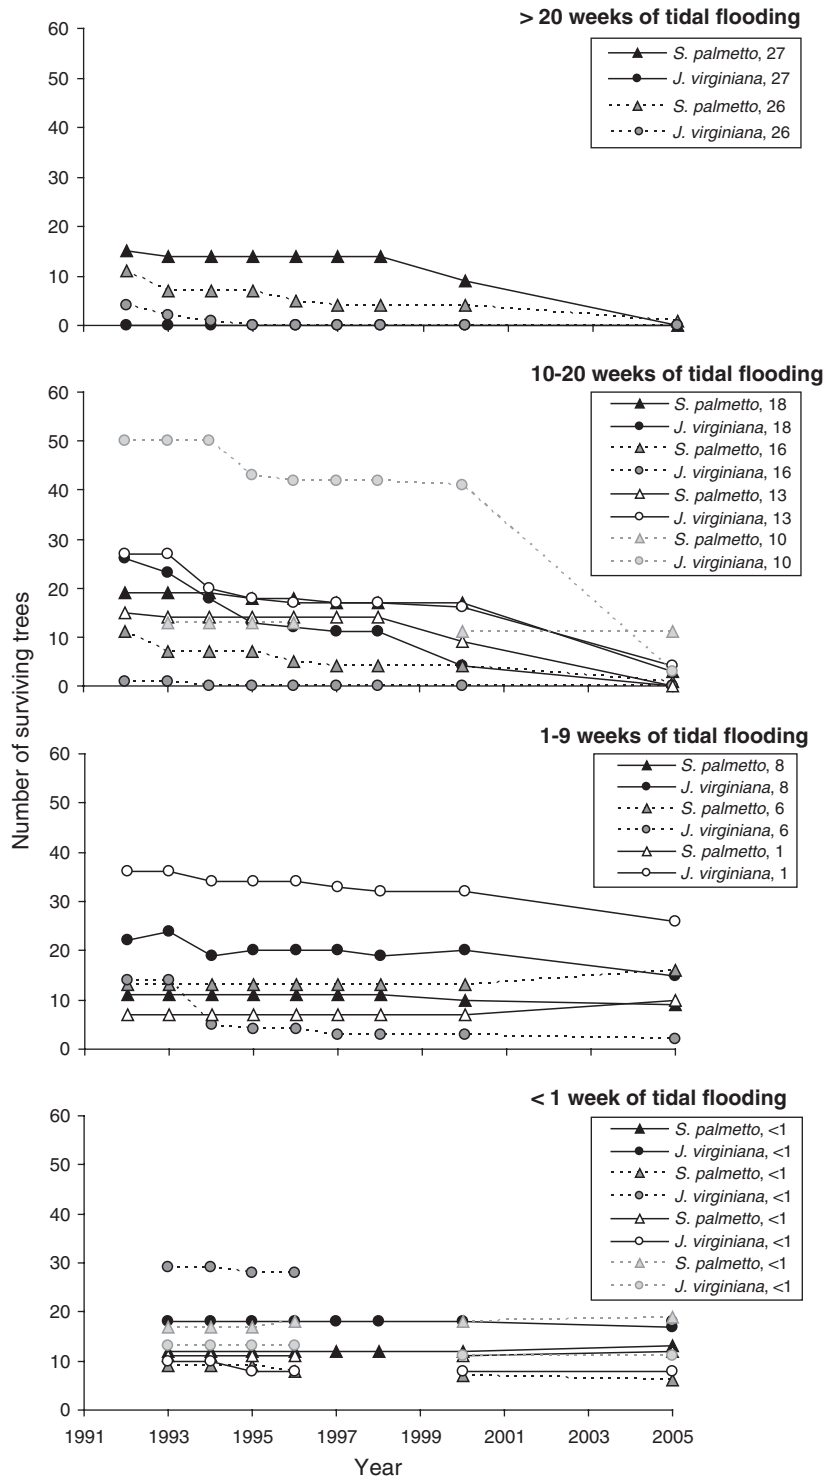 > 20 weeks of tidal flooding
S. palmetto, 27
J. virginiana, 27
S. palmetto, 26
J. virginiana, 26
60
50
40
30
20
10
0
10-20 weeks of tidal flooding
S. palmetto, 18
J. virginiana, 18
S. palmetto, 16
J. virginiana, 16
S. palmetto, 13
J. virginiana, 13
S. palmetto, 10
J. virginiana, 10
60
50
40
30
20
10
0
Number of surviving trees
1-9 weeks of tidal flooding
S. palmetto, 8
J. virginiana, 8
S. palmetto, 6
J. virginiana, 6
S. palmetto, 1
J. virginiana, 1
60
50
40
30
20
10
0
< 1 week of tidal flooding
S. palmetto, <1
J. virginiana, <1
S. palmetto, <1
J. virginiana, <1
S. palmetto, <1
J. virginiana, <1
S. palmetto, <1
J. virginiana, <1
60
50
40
30
20
10
0
1991 1993 1995 1997 1999 2001 2003 2005
Year